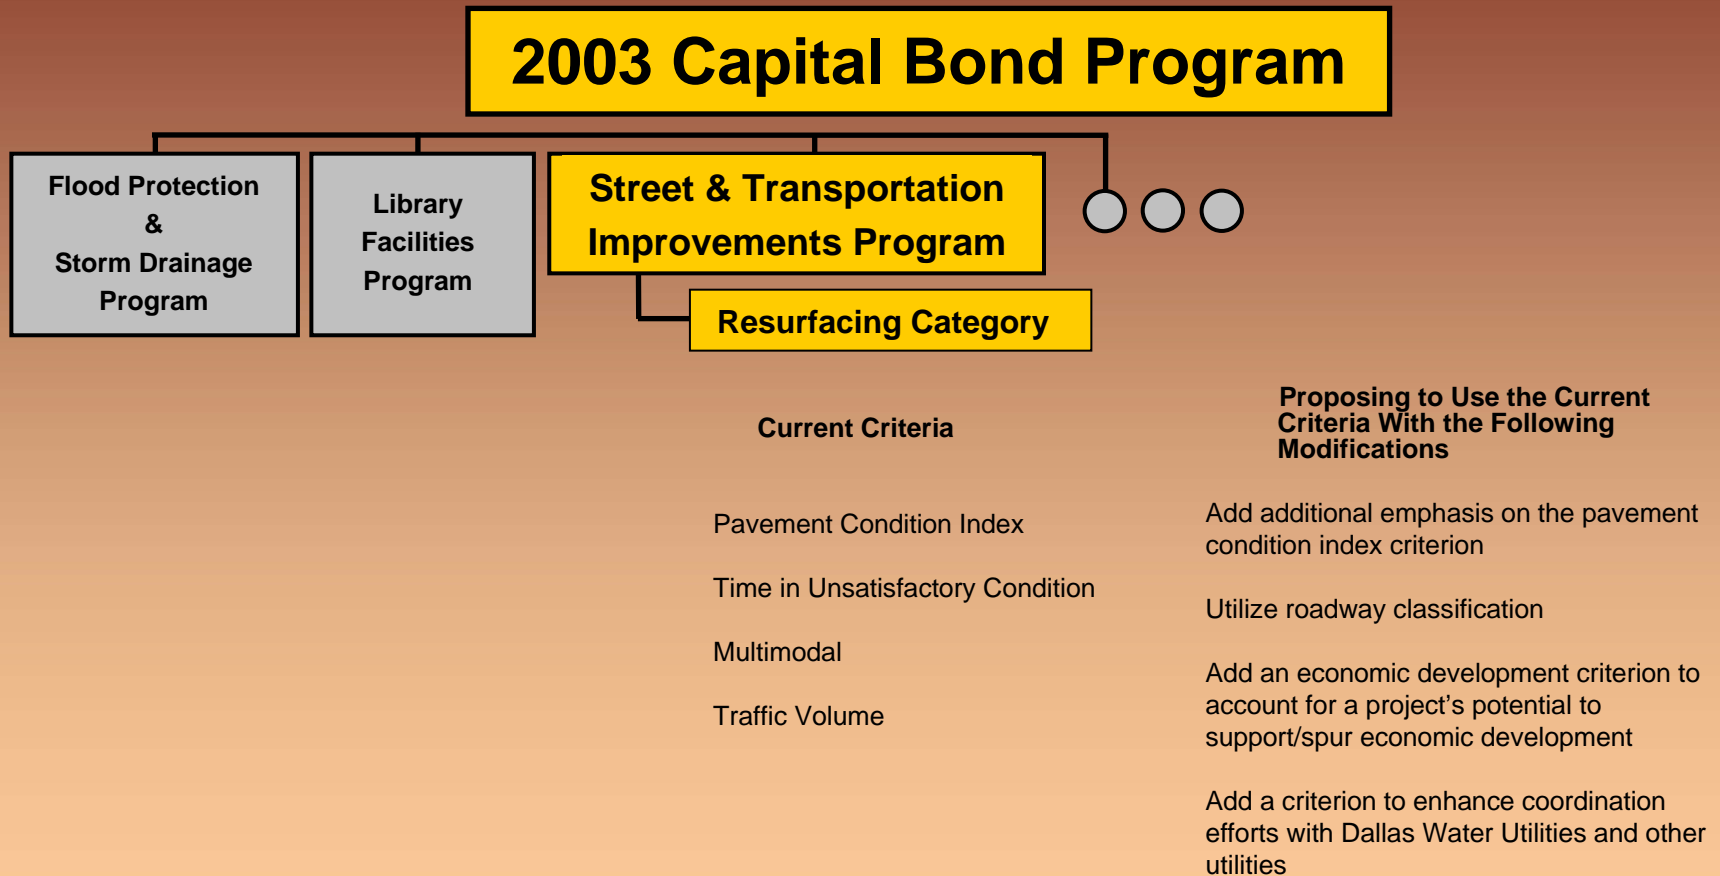 2003 Capital Bond Program
Flood Protection
&
Storm Drainage
Program
Library
Facilities
Program
Street & Transportation
Improvements Program
Resurfacing Category
Current Criteria
Pavement Condition Index
Time in Unsatisfactory Condition
Multimodal
Traffic Volume
Proposing to Use the Current
Criteria With the Following
Modifications
Add additional emphasis on the pavement
condition index criterion
Utilize roadway classification
Add an economic development criterion to
account for a project’s potential to
support/spur economic development
Add a criterion to enhance coordination
efforts with Dallas Water Utilities and other
utilities